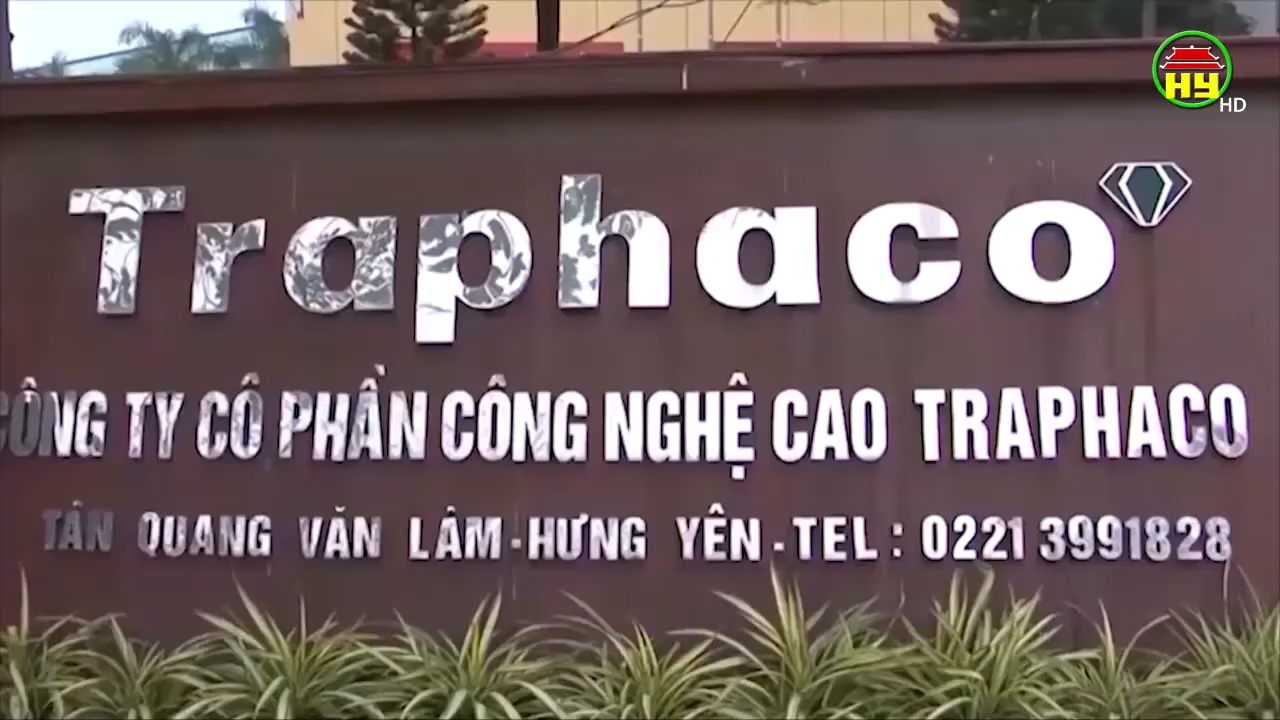 HY
HD
Traphaco
CÔNG TY CỔ PHẦN CÔNG NGHỆ CAO TRAPHACO
TÂN QUANG VĂN LÂM - HƯNG YÊN - TEL : 0221 3991828